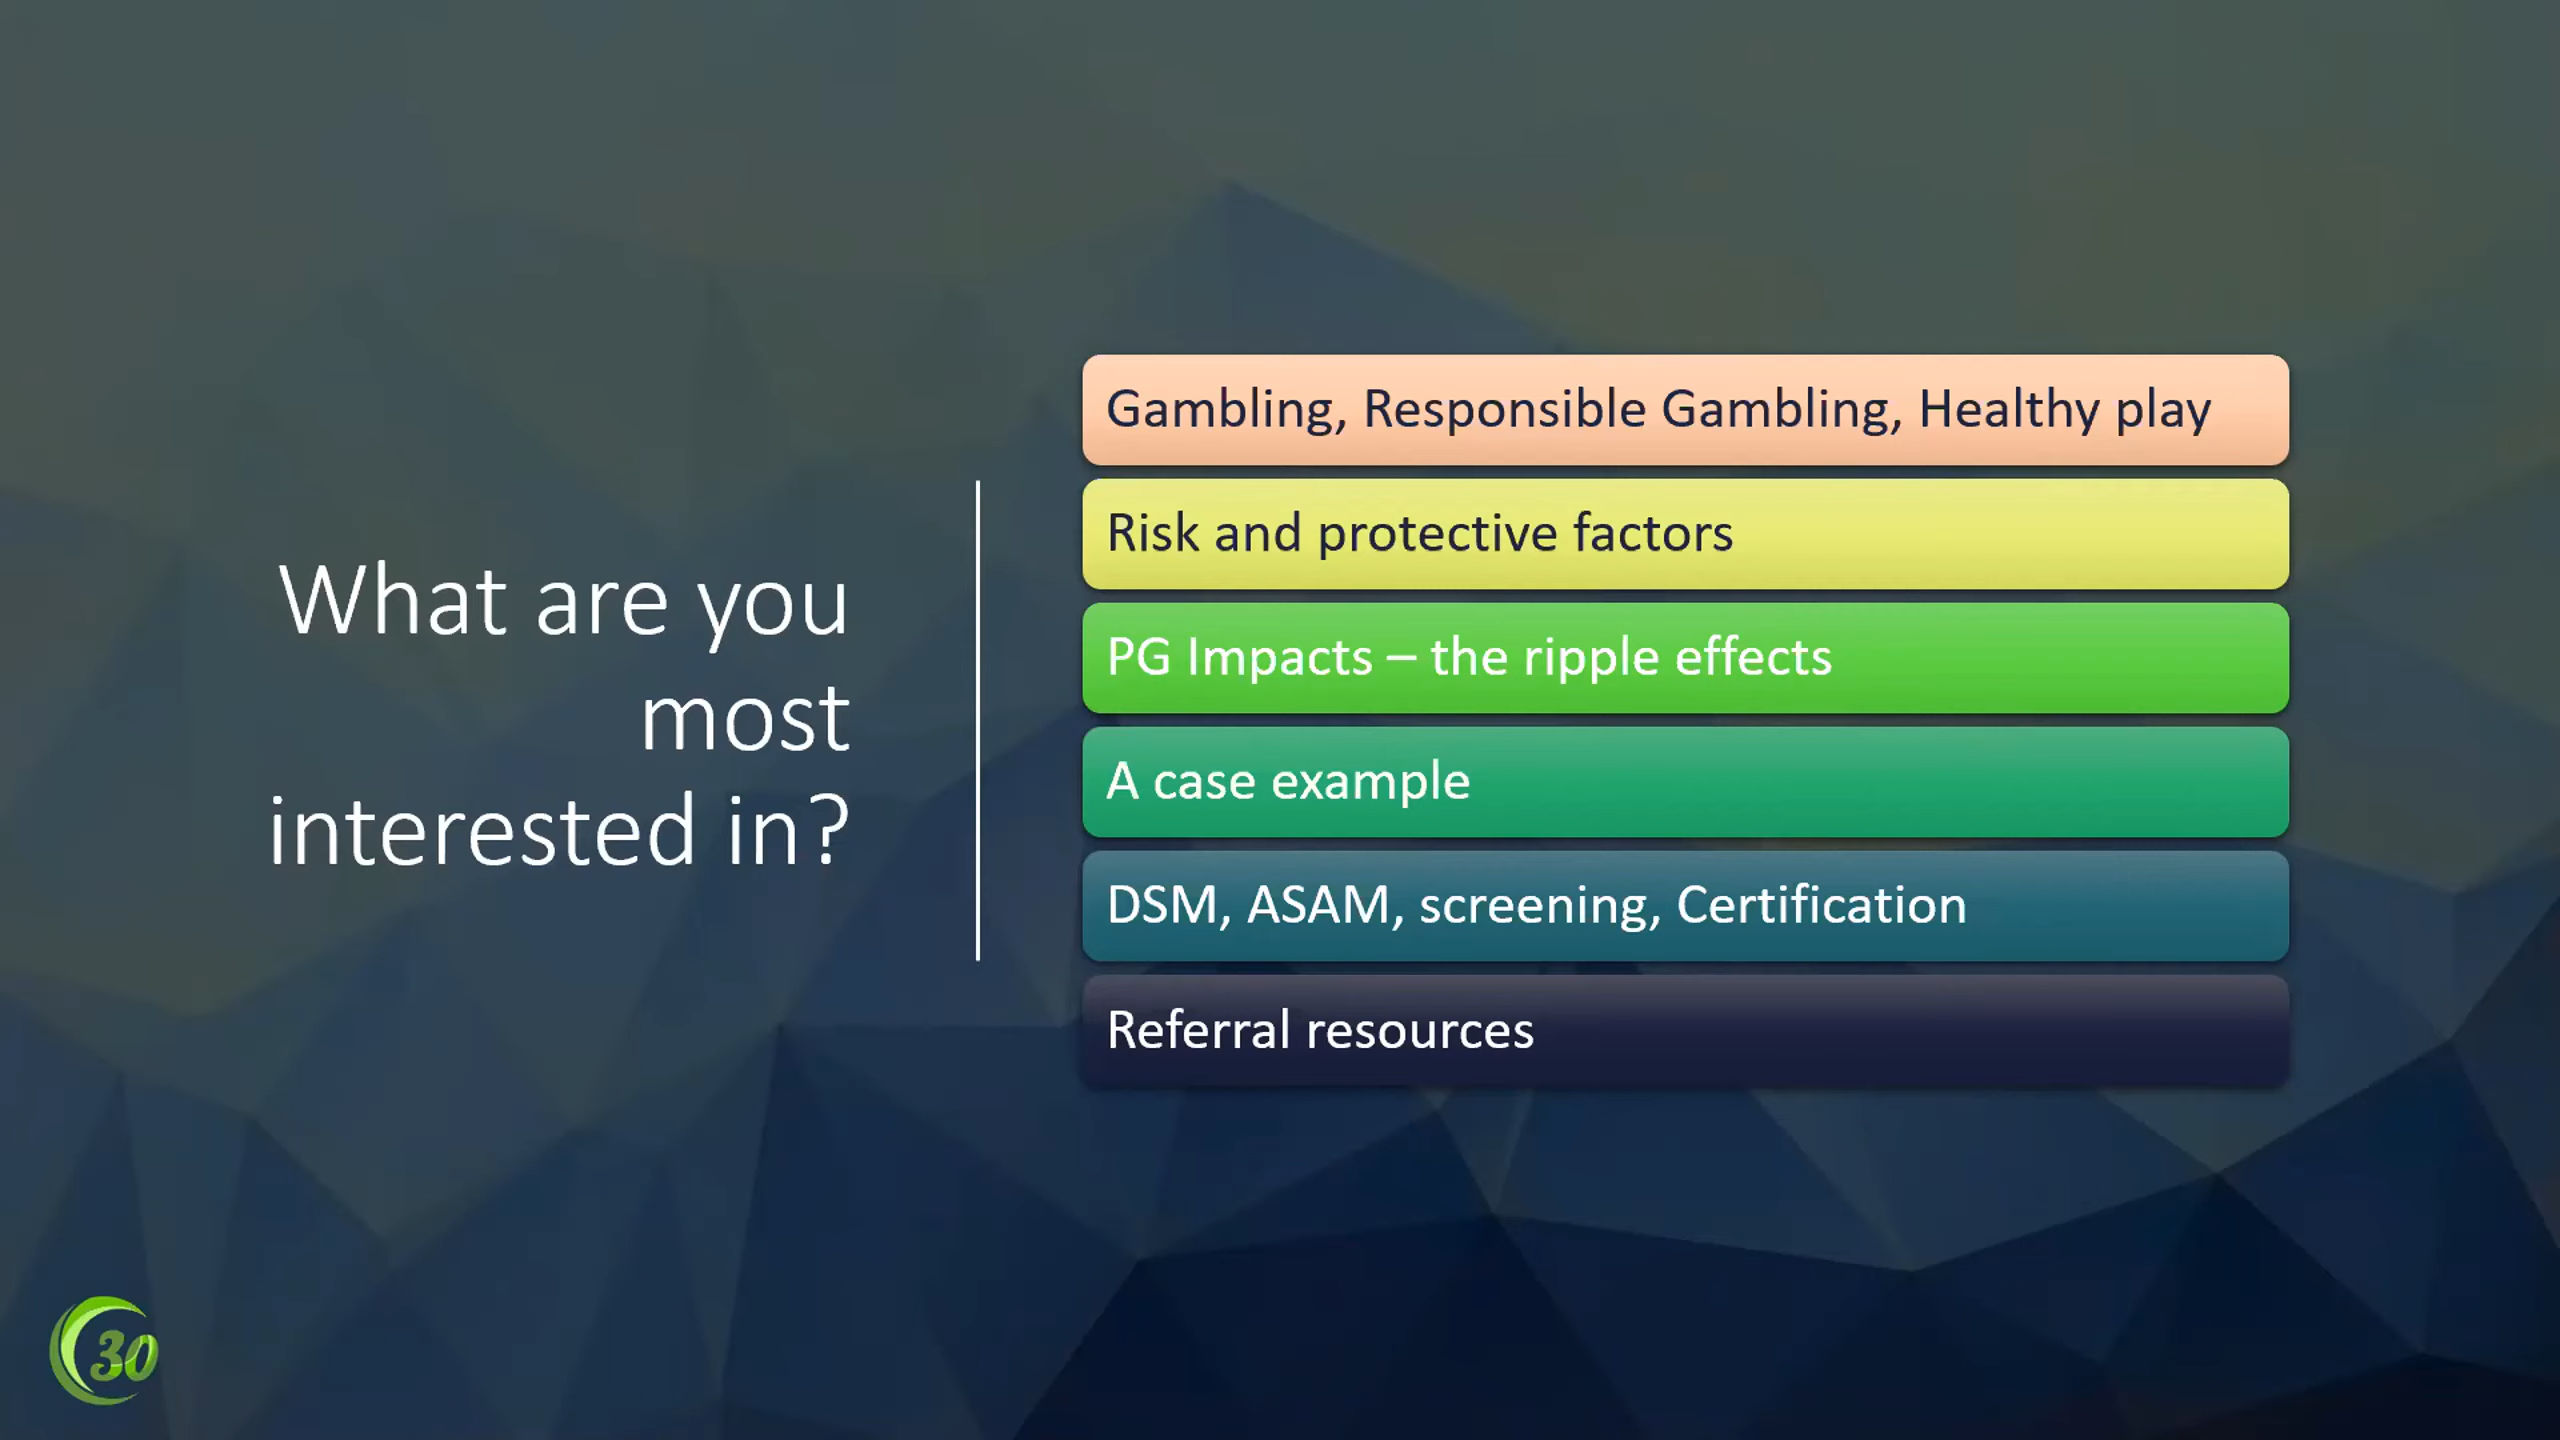 What are you
most
interested in?
Gambling, Responsible Gambling, Healthy play
Risk and protective factors
PG Impacts – the ripple effects
A case example
DSM, ASAM, screening, Certification
Referral resources
30